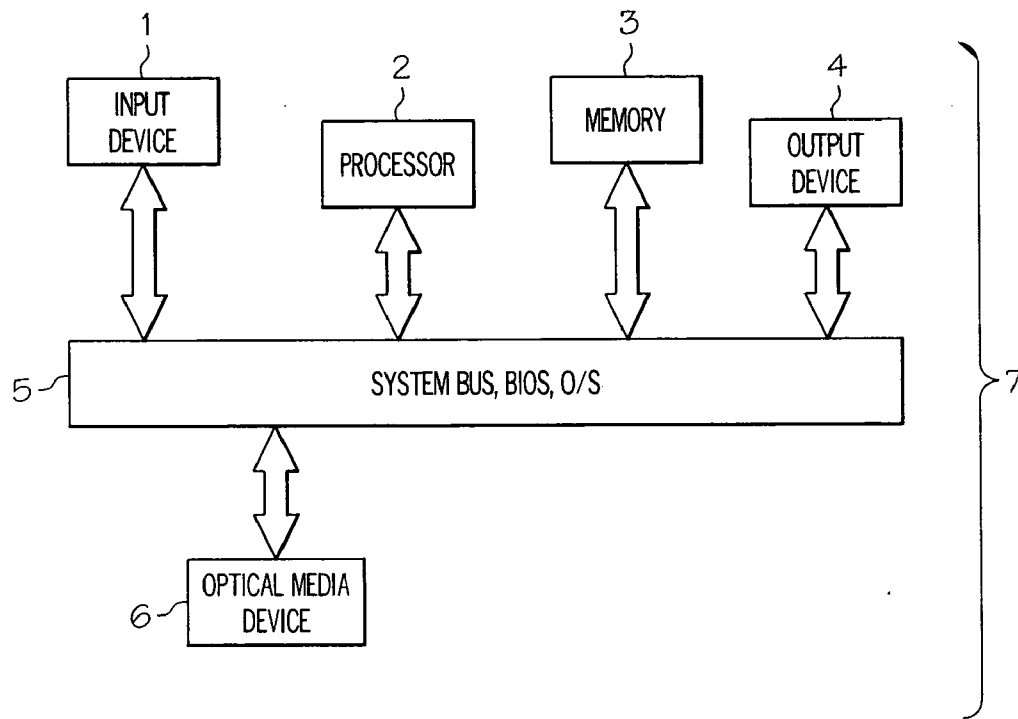 1
INPUT
DEVICE
2
PROCESSOR
3
MEMORY
4
OUTPUT
DEVICE
5
SYSTEM BUS, BIOS, O/S
7
6
OPTICAL MEDIA
DEVICE